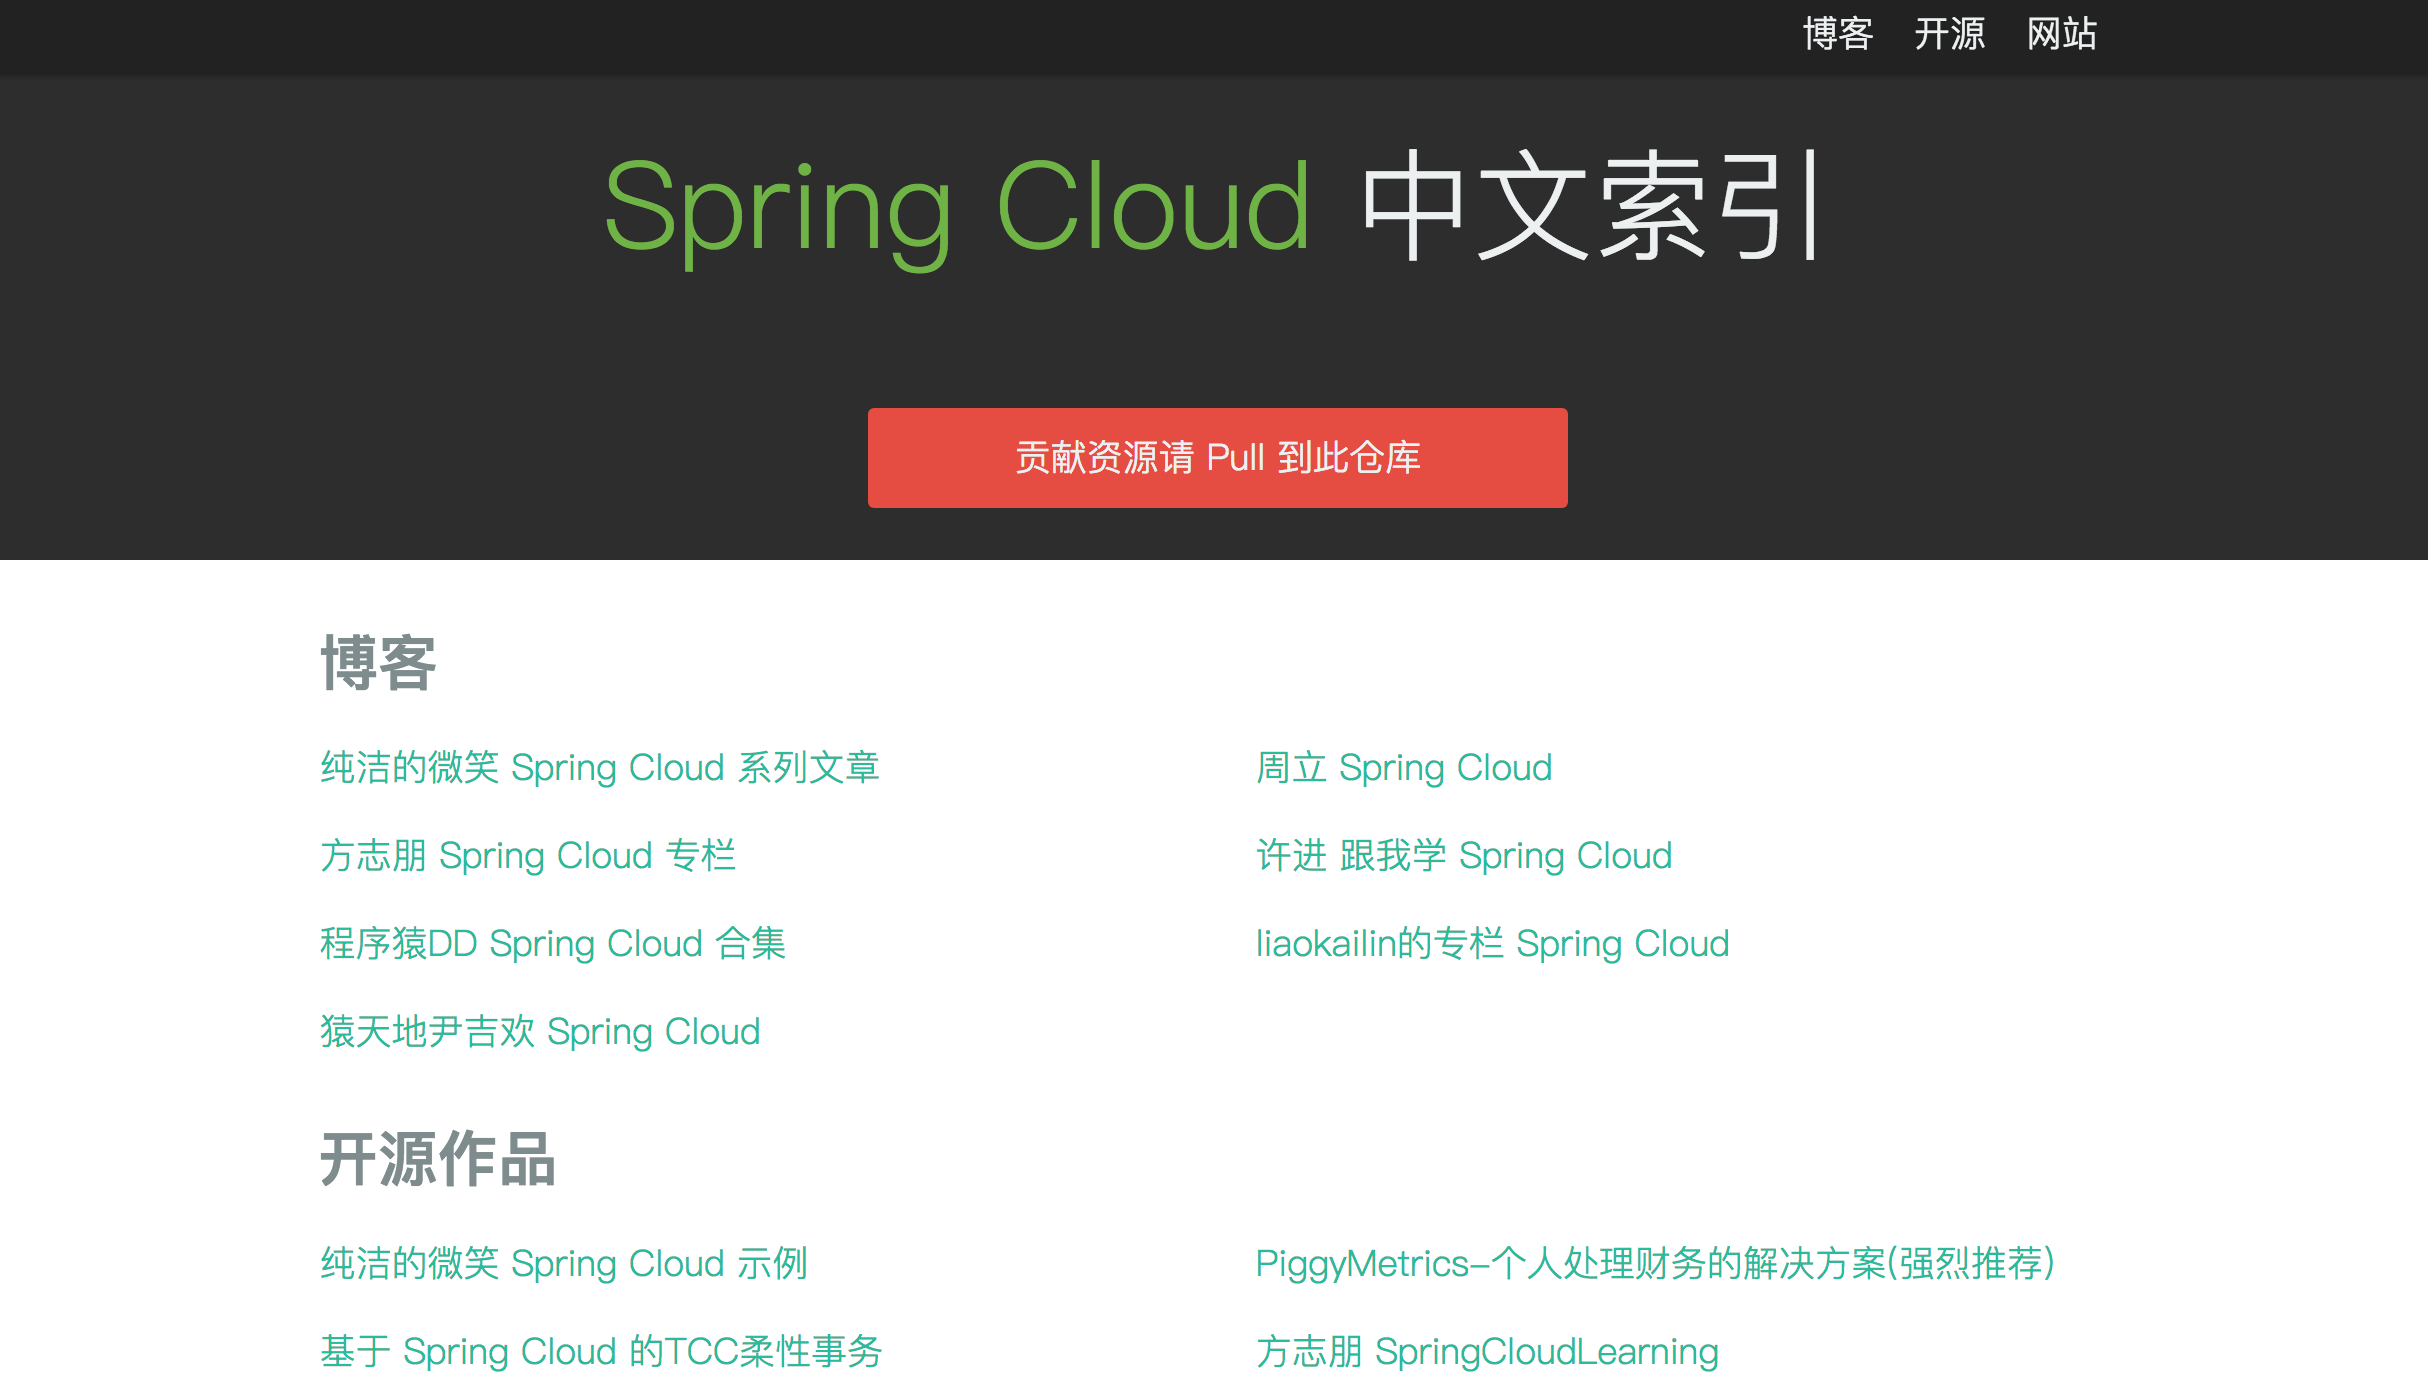 博客 开源 网站
Spring Cloud 中文索引
贡献资源请 Pull 到此仓库
博客
纯洁的微笑 Spring Cloud 系列文章 周立 Spring Cloud
方志朋 Spring Cloud 专栏 许进 跟我学 Spring Cloud
程序猿DD Spring Cloud 合集 liaokailin的专栏 Spring Cloud
猿天地尹吉欢 Spring Cloud
开源作品
纯洁的微笑 Spring Cloud 示例 PiggyMetrics-个人处理财务的解决方案(强烈推荐)
基于 Spring Cloud 的TCC柔性事务 方志朋 SpringCloudLearning